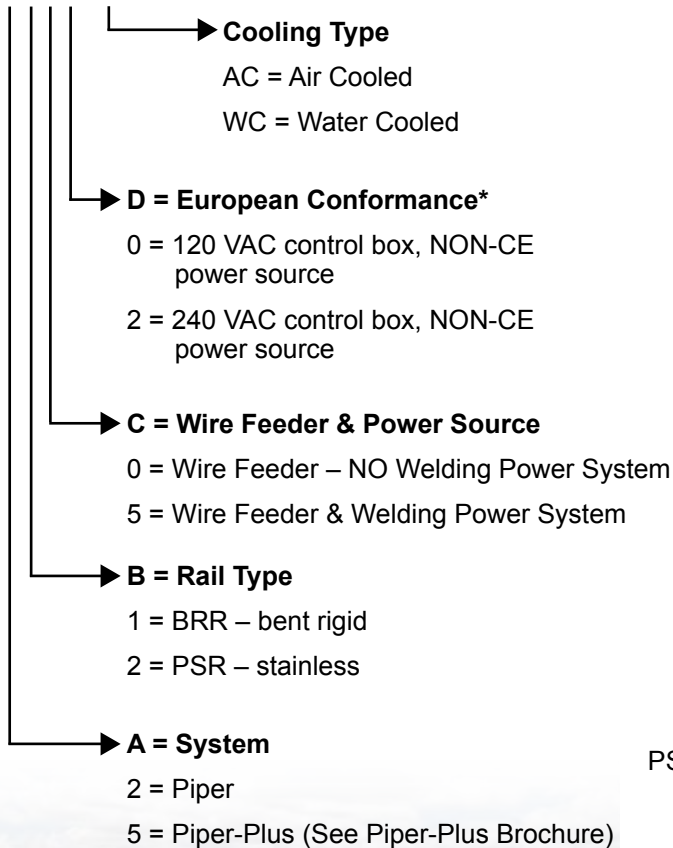 Cooling Type
AC = Air Cooled
WC = Water Cooled
D = European Conformance*
0 = 120 VAC control box, NON-CE
power source
2 = 240 VAC control box, NON-CE
power source
C = Wire Feeder & Power Source
0 = Wire Feeder – NO Welding Power System
5 = Wire Feeder & Welding Power System
B = Rail Type
1 = BRR – bent rigid
2 = PSR – stainless
A = System
2 = Piper
5 = Piper-Plus (See Piper-Plus Brochure)